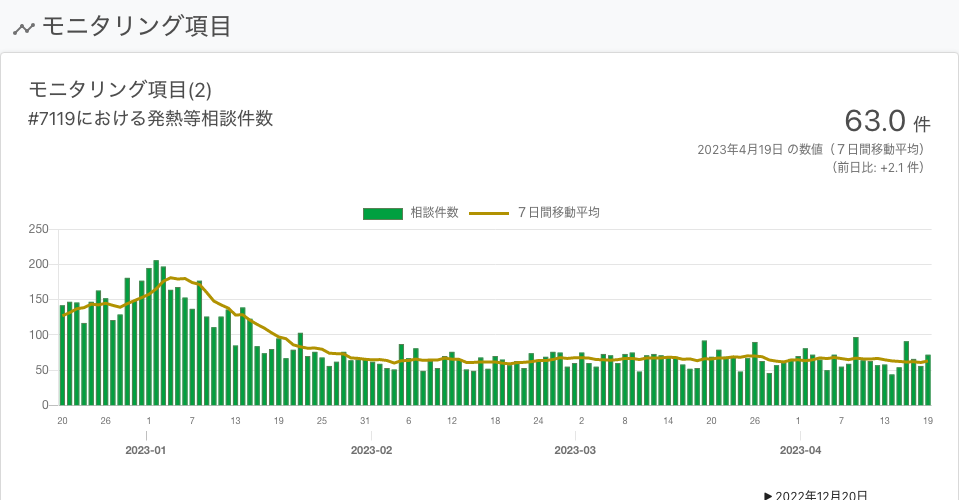 モニタリング項目
モニタリング項目(2)
#7119における発熱等相談件数
63.0 件
2023年4月19日 の数値（７日間移動平均）
（前日比: +2.1 件）
相談件数 ７日間移動平均
250
200
150
100
50
0
20 26 1 7 13 19 25 31 6 12 18 24 2 8 14 20 26 1 7 13 19
2023-01 2023-02 2023-03 2023-04
▶ 2022年12月20日